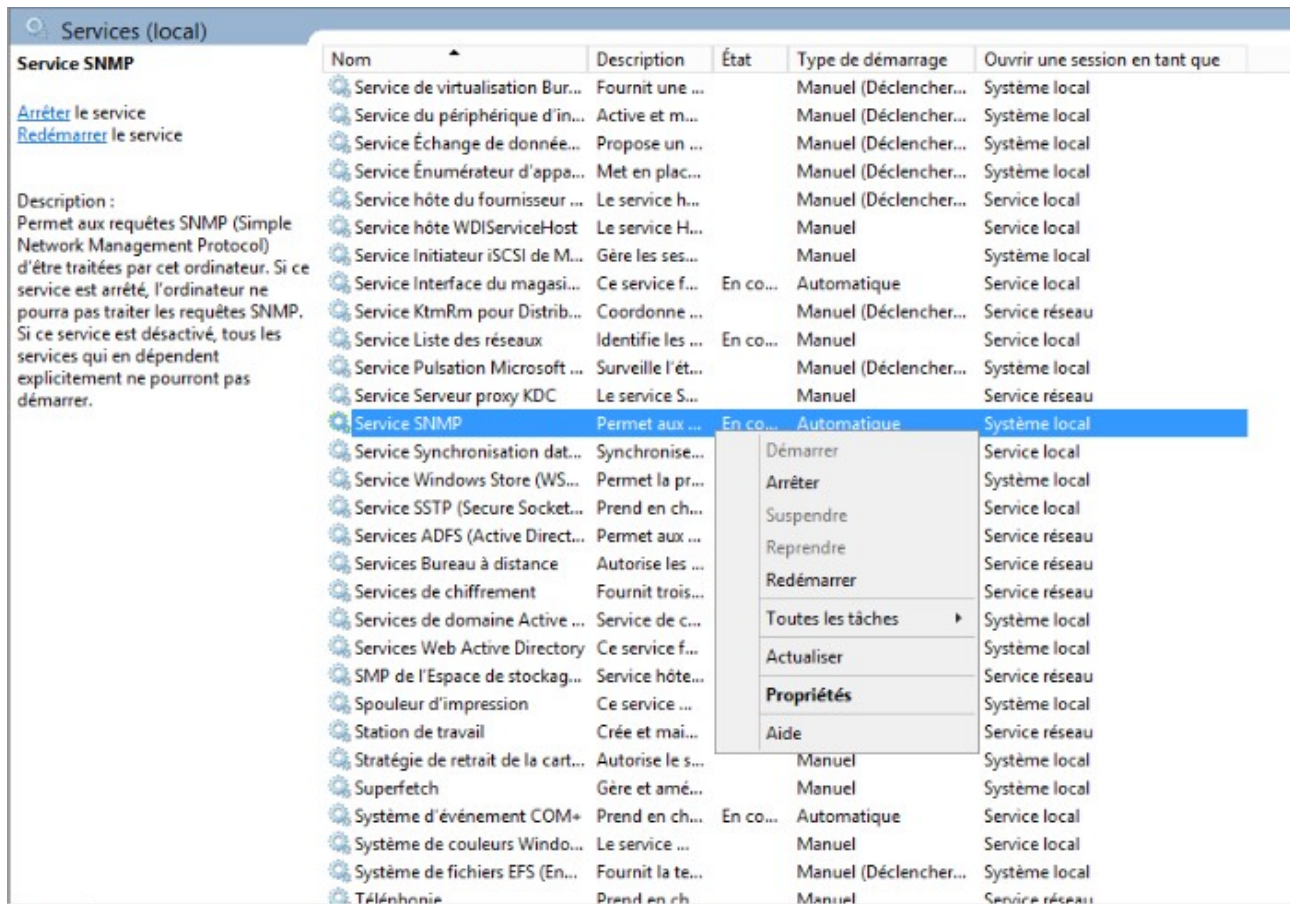 Services (local)
Service SNMP
Arrêter le service
Redémarrer le service
Description :
Permet aux requêtes SNMP (Simple
Network Management Protocol)
d'être traitées par cet ordinateur. Si ce
service est arrêté, l'ordinateur ne
pourra pas traiter les requêtes SNMP.
Si ce service est désactivé, tous les
services qui en dépendent
explicitement ne pourront pas
démarrer.
Nom Description État Type de démarrage Ouvrir une session en tant que
Service de virtualisation Bur... Fournit une ... Manuel (Déclencher... Système local
Service du périphérique d'in... Active et m... Manuel (Déclencher... Système local
Service Échange de donnée... Propose un ... Manuel (Déclencher... Système local
Service Énumérateur d'appa... Met en plac... Manuel (Déclencher... Système local
Service hôte du fournisseur ... Le service h... Manuel (Déclencher... Service local
Service hôte WDIServiceHost Le service H... Manuel Service local
Service Initiateur iSCSI de M... Gère les ses... Manuel Système local
Service Interface du magasi... Ce service f... En co... Automatique Service local
Service KtmRm pour Distrib... Coordonne ... Manuel (Déclencher... Service réseau
Service Liste des réseaux Identifie les ... En co... Manuel Service local
Service Pulsation Microsoft ... Surveille l'ét... Manuel (Déclencher... Système local
Service Serveur proxy KDC Le service S... Manuel Service réseau
Service SNMP Permet aux ... En co... Automatique Système local
Service Synchronisation dat... Synchronise... Service local
Service Windows Store (WS... Permet la pr... Système local
Service SSTP (Secure Socket... Prend en ch... Service local
Services ADFS (Active Direct... Permet aux ... Service réseau
Services Bureau à distance Autorise les ... Service réseau
Services de chiffrement Fournit trois... Service réseau
Services de domaine Active ... Service de c... Système local
Services Web Active Directory Ce service f... Système local
SMP de l'Espace de stockag... Service hôte... Service réseau
Spouleur d'impression Ce service ... Système local
Station de travail Crée et mai... Service réseau
Stratégie de retrait de la cart... Autorise le s... Manuel Système local
Superfetch Gère et amé... Manuel Système local
Système d'événement COM+ Prend en ch... En co... Automatique Service local
Système de couleurs Windo... Le service ... Manuel Service local
Système de fichiers EFS (En... Fournit la te... Manuel (Déclencher... Système local
Téléphonie Prend en ch... Manuel Service réseau
Démarrer
Arrêter
Suspendre
Reprendre
Redémarrer
Toutes les tâches
Actualiser
Propriétés
Aide